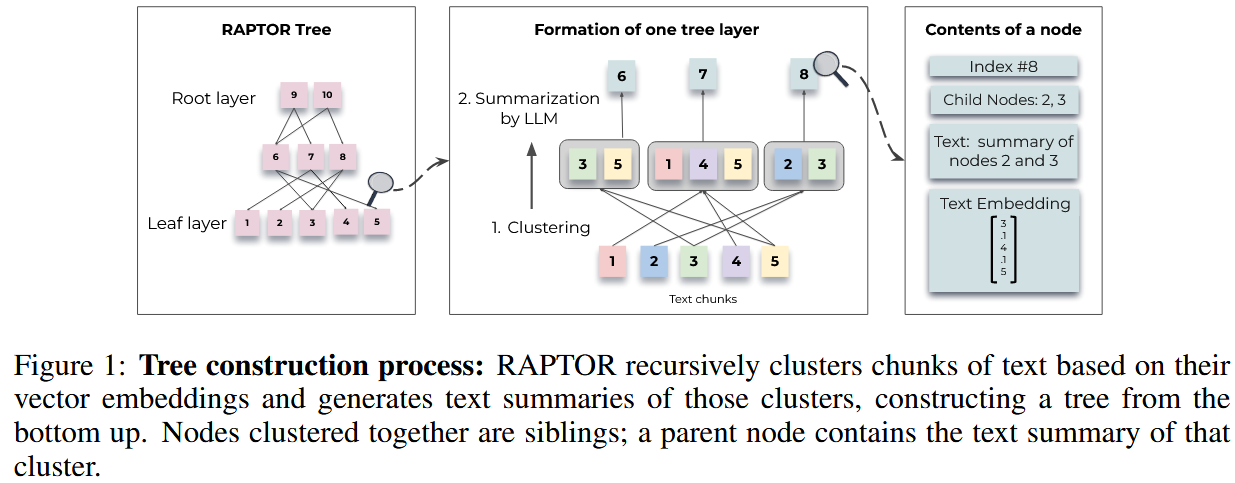 RAPTOR Tree
Root layer
9 10
6 7 8
Leaf layer
1 2 3 4 5
Formation of one tree layer
6 7 8
2. Summarization
by LLM
3 5 1 4 5 2 3
1. Clustering
1 2 3 4 5
Text chunks
Contents of a node
Index #8
Child Nodes: 2, 3
Text: summary of
nodes 2 and 3
Text Embedding
3
.1
4
.1
5
Figure 1: Tree construction process: RAPTOR recursively clusters chunks of text based on their
vector embeddings and generates text summaries of those clusters, constructing a tree from the
bottom up. Nodes clustered together are siblings; a parent node contains the text summary of that
cluster.